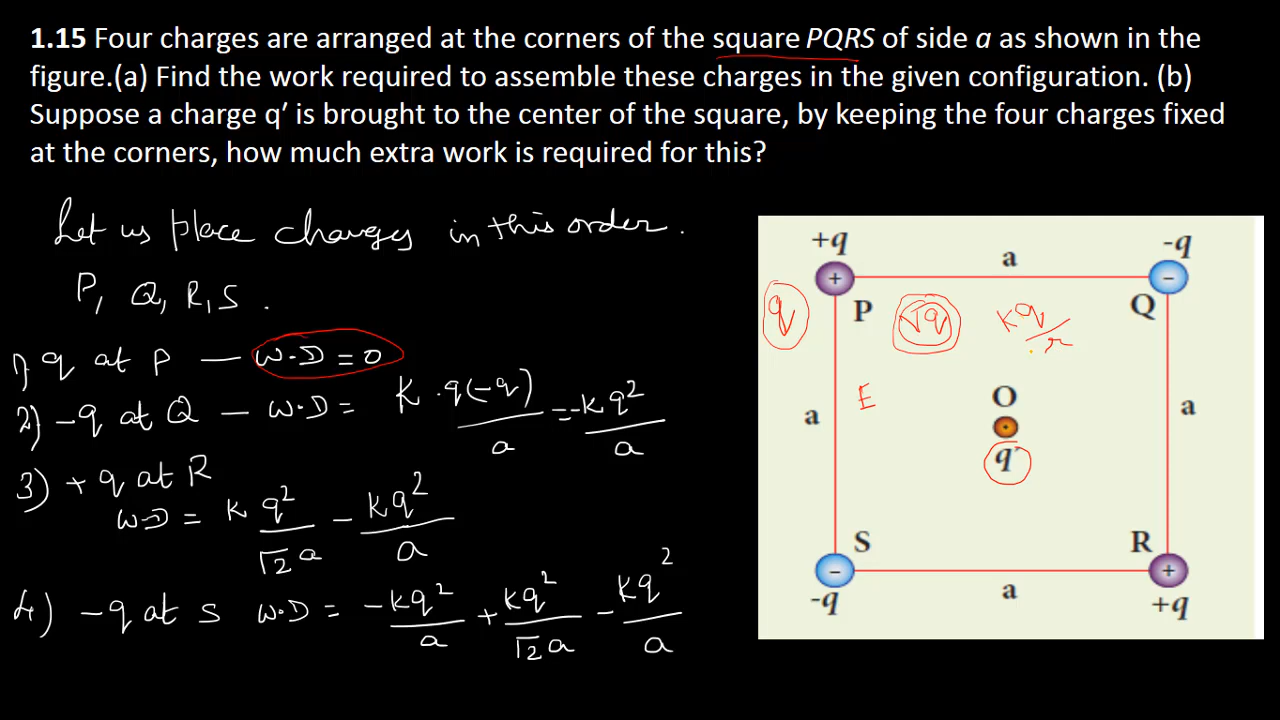 1.15 Four charges are arranged at the corners of the square PQRS of side a as shown in the
figure.(a) Find the work required to assemble these charges in the given configuration. (b)
Suppose a charge q′ is brought to the center of the square, by keeping the four charges fixed
at the corners, how much extra work is required for this?
Let us place charges in this order.
P, Q, R, S.
1) q at P — W.D = 0
2) -q at Q — W.D = K . q(-q)/a = -Kq²/a
3) + q at R
W.D = K q²/√2 a - Kq²/a
4) -q at S W.D = -Kq²/a + Kq²/√2 a - Kq²/a
+q a -q
+ −
q P Kq/r Q
E
a O a
q'
S R
− +
-q a +q